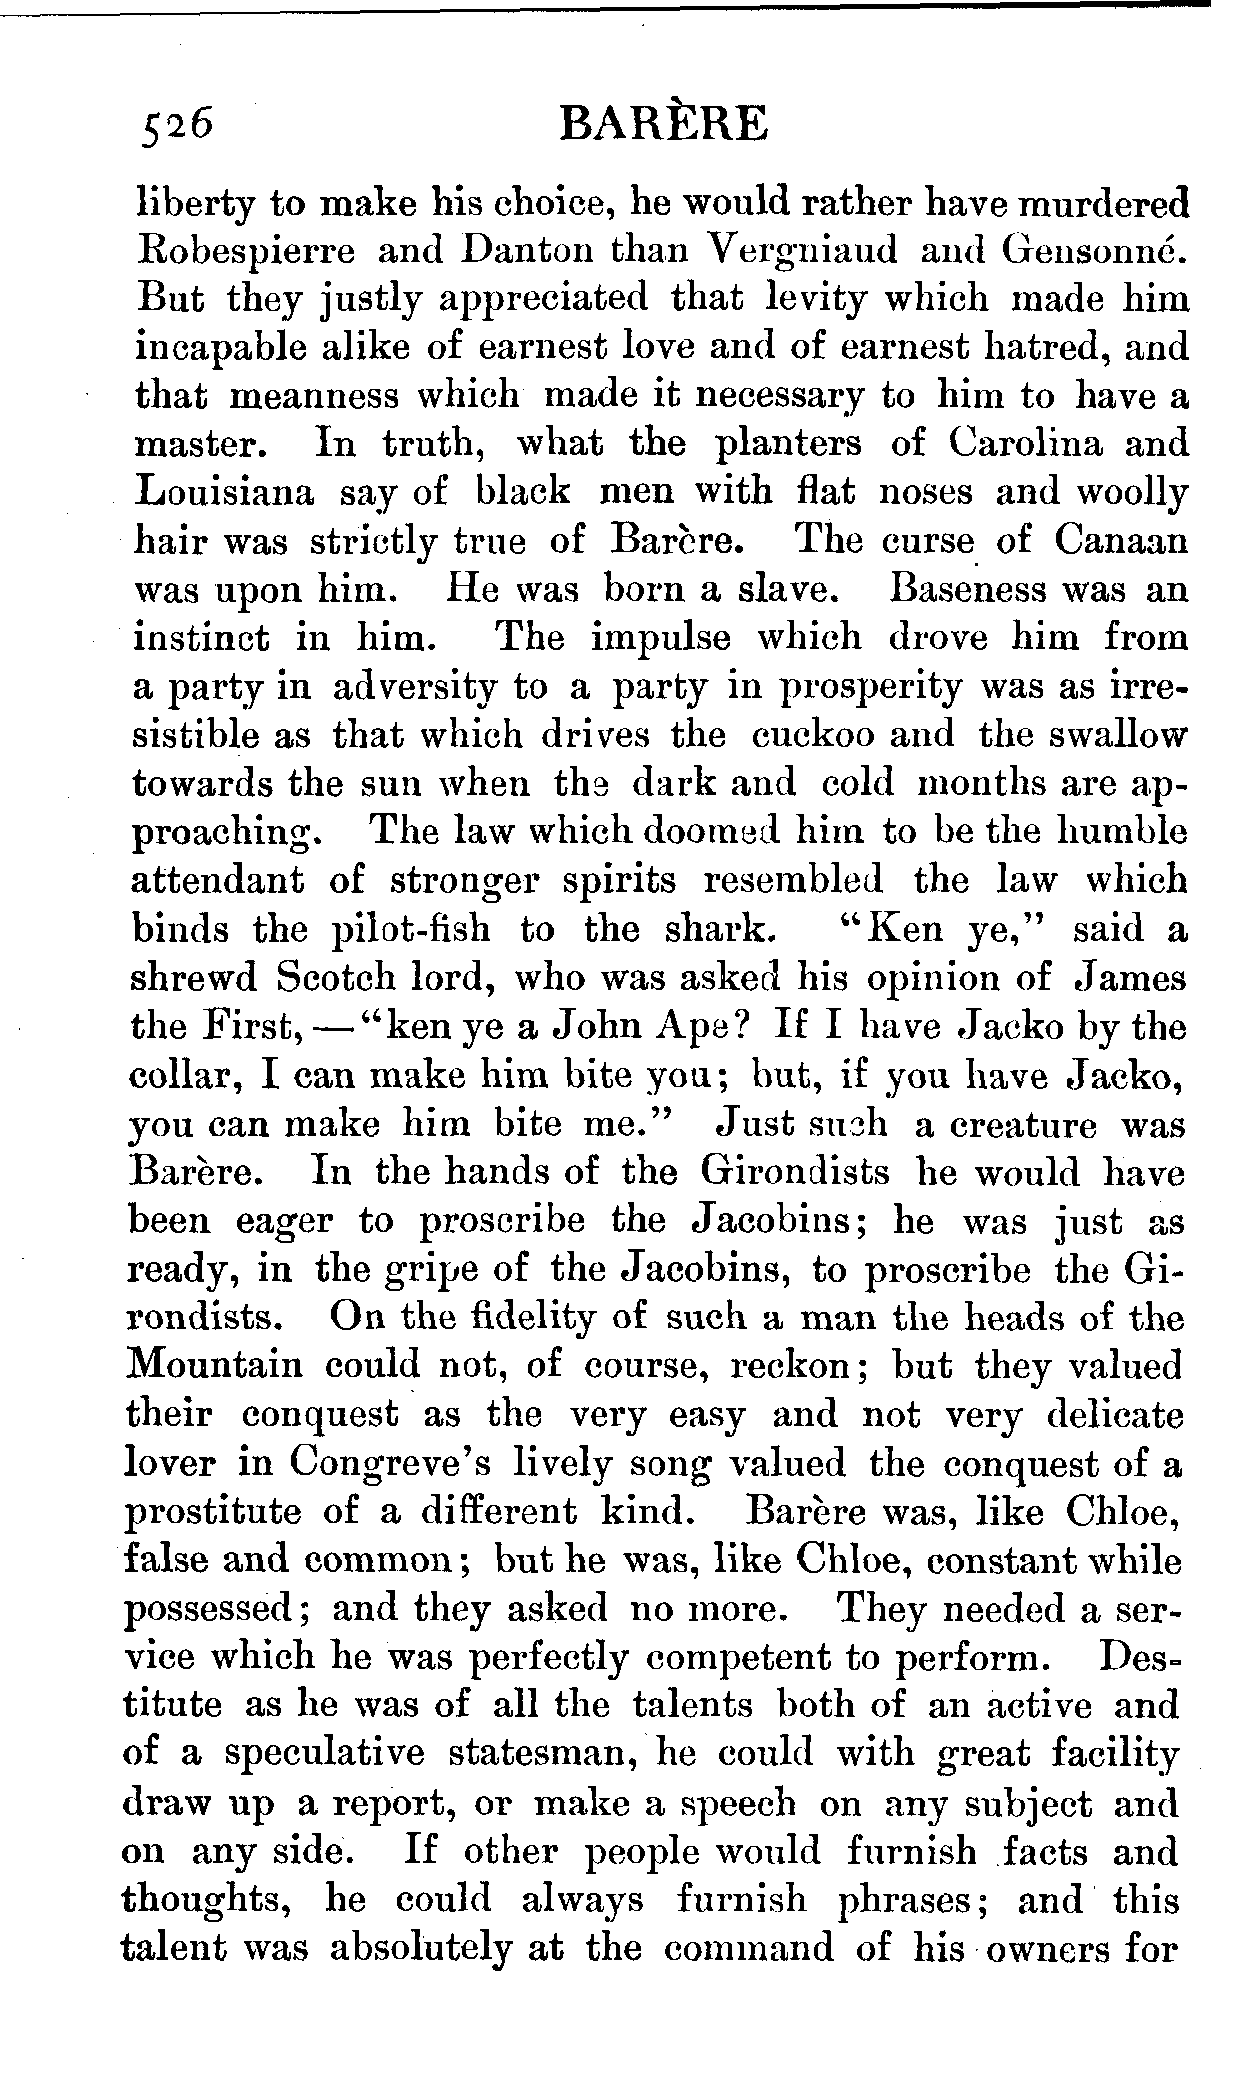 526 BARÈRE
liberty to make his choice, he would rather have murdered
Robespierre and Danton than Vergniaud and Gensonné.
But they justly appreciated that levity which made him
incapable alike of earnest love and of earnest hatred, and
that meanness which made it necessary to him to have a
master. In truth, what the planters of Carolina and
Louisiana say of black men with flat noses and woolly
hair was strictly true of Barère. The curse of Canaan
was upon him. He was born a slave. Baseness was an
instinct in him. The impulse which drove him from
a party in adversity to a party in prosperity was as irre-
sistible as that which drives the cuckoo and the swallow
towards the sun when the dark and cold months are ap-
proaching. The law which doomed him to be the humble
attendant of stronger spirits resembled the law which
binds the pilot-fish to the shark. "Ken ye," said a
shrewd Scotch lord, who was asked his opinion of James
the First, — "ken ye a John Ape? If I have Jacko by the
collar, I can make him bite you; but, if you have Jacko,
you can make him bite me." Just such a creature was
Barère. In the hands of the Girondists he would have
been eager to proscribe the Jacobins; he was just as
ready, in the gripe of the Jacobins, to proscribe the Gi-
rondists. On the fidelity of such a man the heads of the
Mountain could not, of course, reckon; but they valued
their conquest as the very easy and not very delicate
lover in Congreve's lively song valued the conquest of a
prostitute of a different kind. Barère was, like Chloe,
false and common; but he was, like Chloe, constant while
possessed; and they asked no more. They needed a ser-
vice which he was perfectly competent to perform. Des-
titute as he was of all the talents both of an active and
of a speculative statesman, he could with great facility
draw up a report, or make a speech on any subject and
on any side. If other people would furnish facts and
thoughts, he could always furnish phrases; and this
talent was absolutely at the command of his owners for